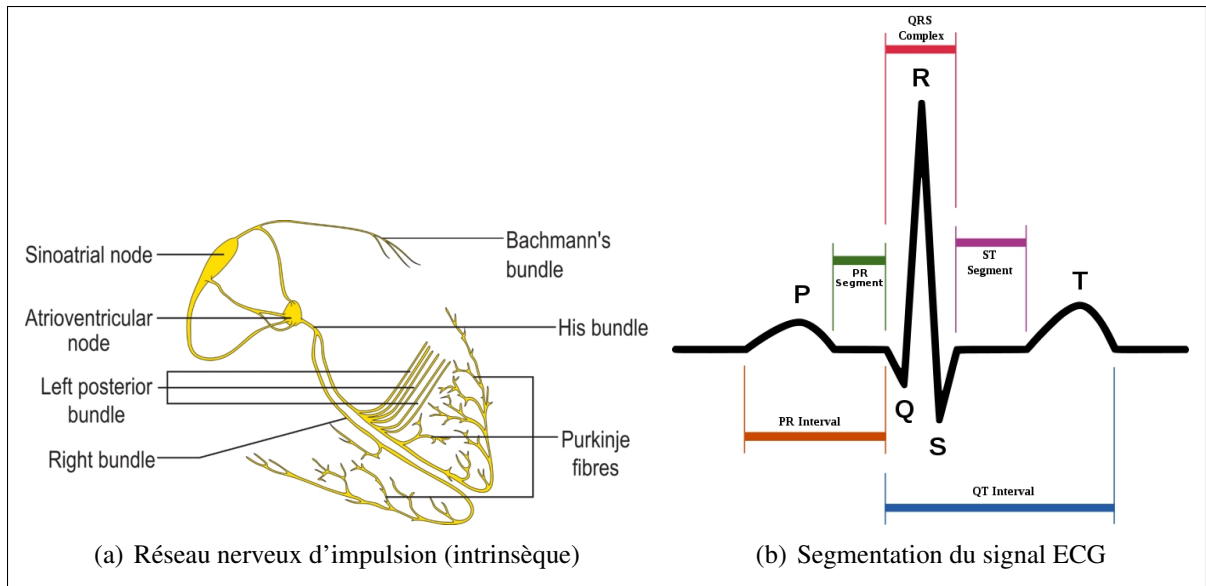 Sinoatrial node
Atrioventricular
node
Left posterior
bundle
Right bundle
Bachmann's
bundle
His bundle
Purkinje
fibres
(a) Réseau nerveux d'impulsion (intrinsèque)
QRS
Complex
R
PR
Segment
ST
Segment
P
T
Q
S
PR Interval
QT Interval
(b) Segmentation du signal ECG